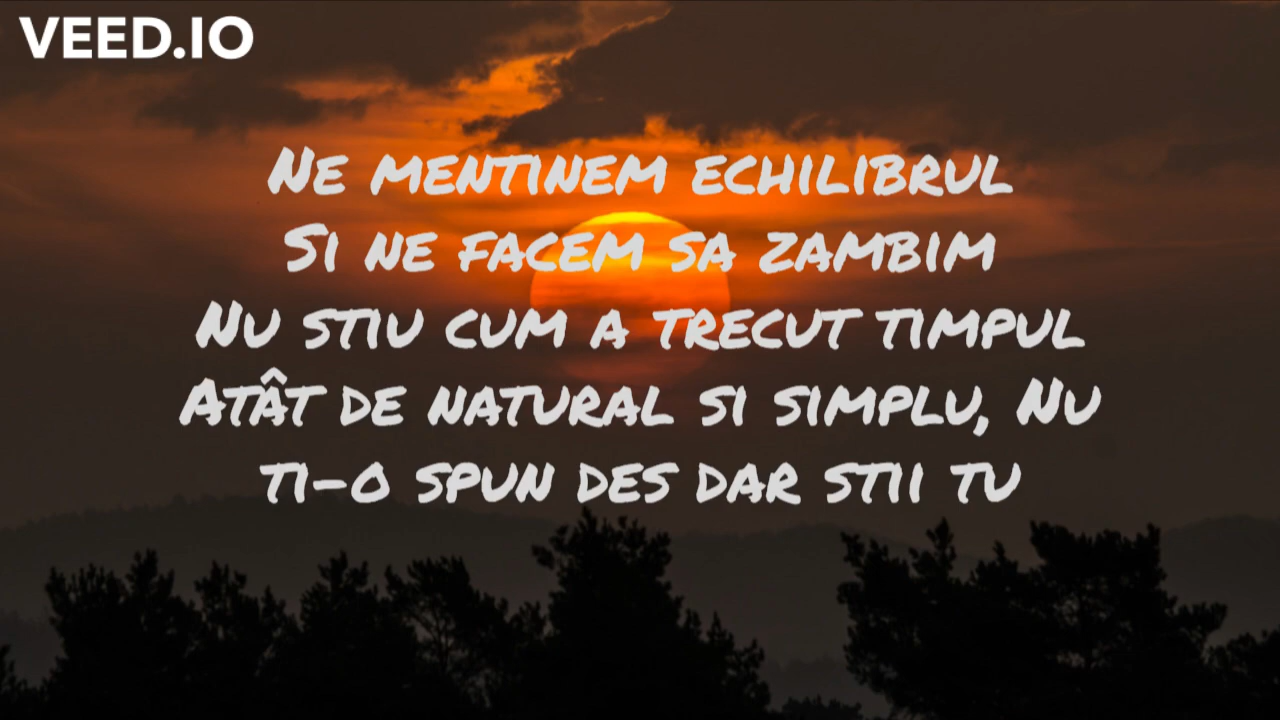 VEED.IO
Ne mentinem echilibrul
Si ne facem sa zambim
Nu stiu cum a trecut timpul
Atât de natural si simplu, Nu
ti-o spun des dar stii tu